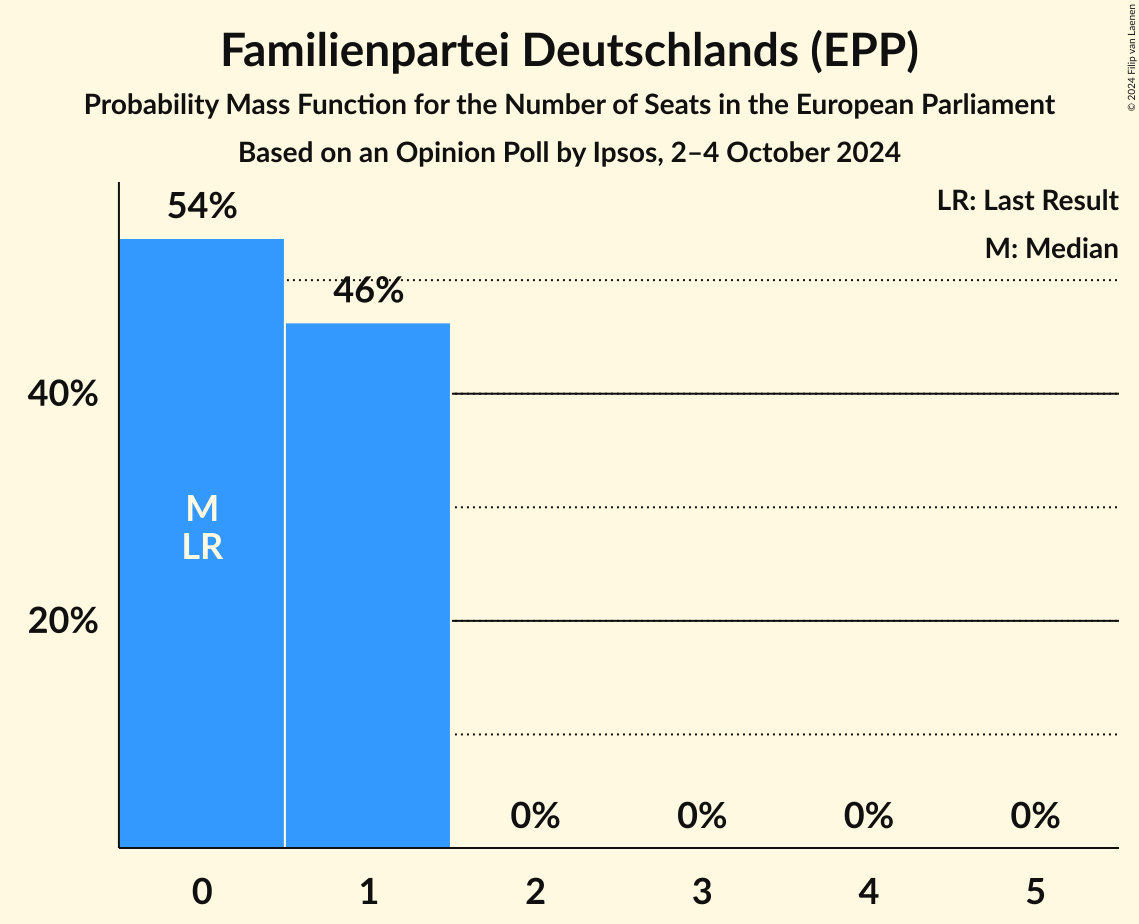 Familienpartei Deutschlands (EPP)
Probability Mass Function for the Number of Seats in the European Parliament
Based on an Opinion Poll by Ipsos, 2–4 October 2024
© 2024 Filip van Laenen
LR: Last Result
M: Median
54%
46%
40%
20%
M
LR
0%
0%
0%
0%
0
1
2
3
4
5